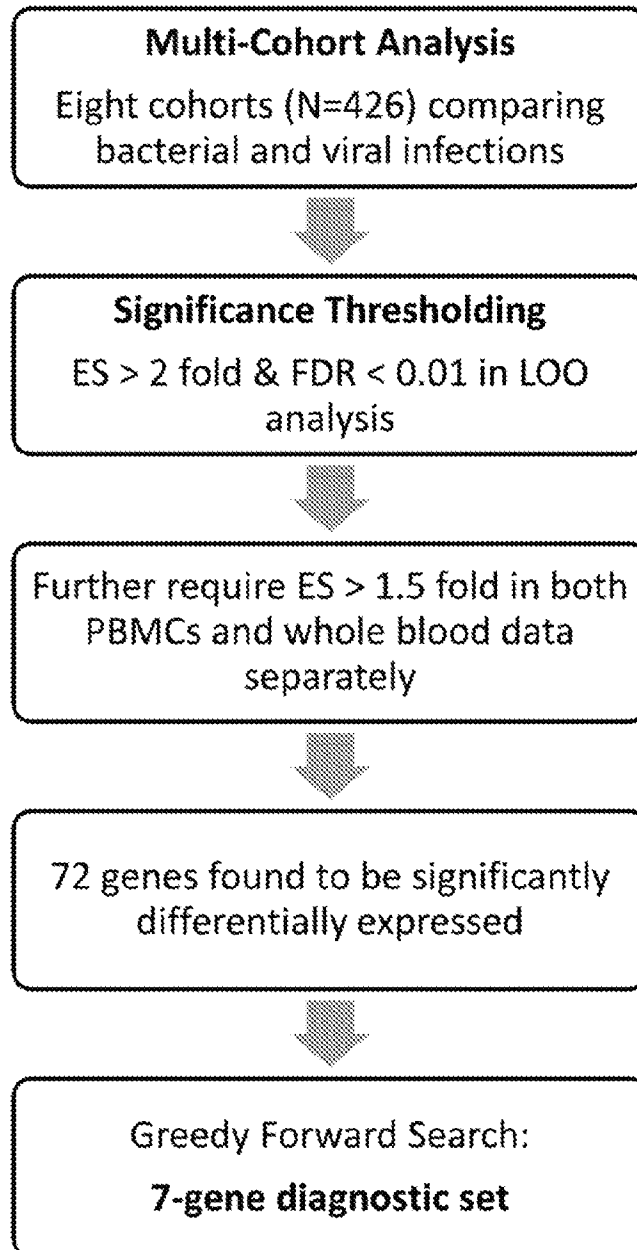 Multi-Cohort Analysis
Eight cohorts (N=426) comparing
bacterial and viral infections
Significance Thresholding
ES > 2 fold & FDR < 0.01 in LOO
analysis
Further require ES > 1.5 fold in both
PBMCs and whole blood data
separately
72 genes found to be significantly
differentially expressed
Greedy Forward Search:
7-gene diagnostic set